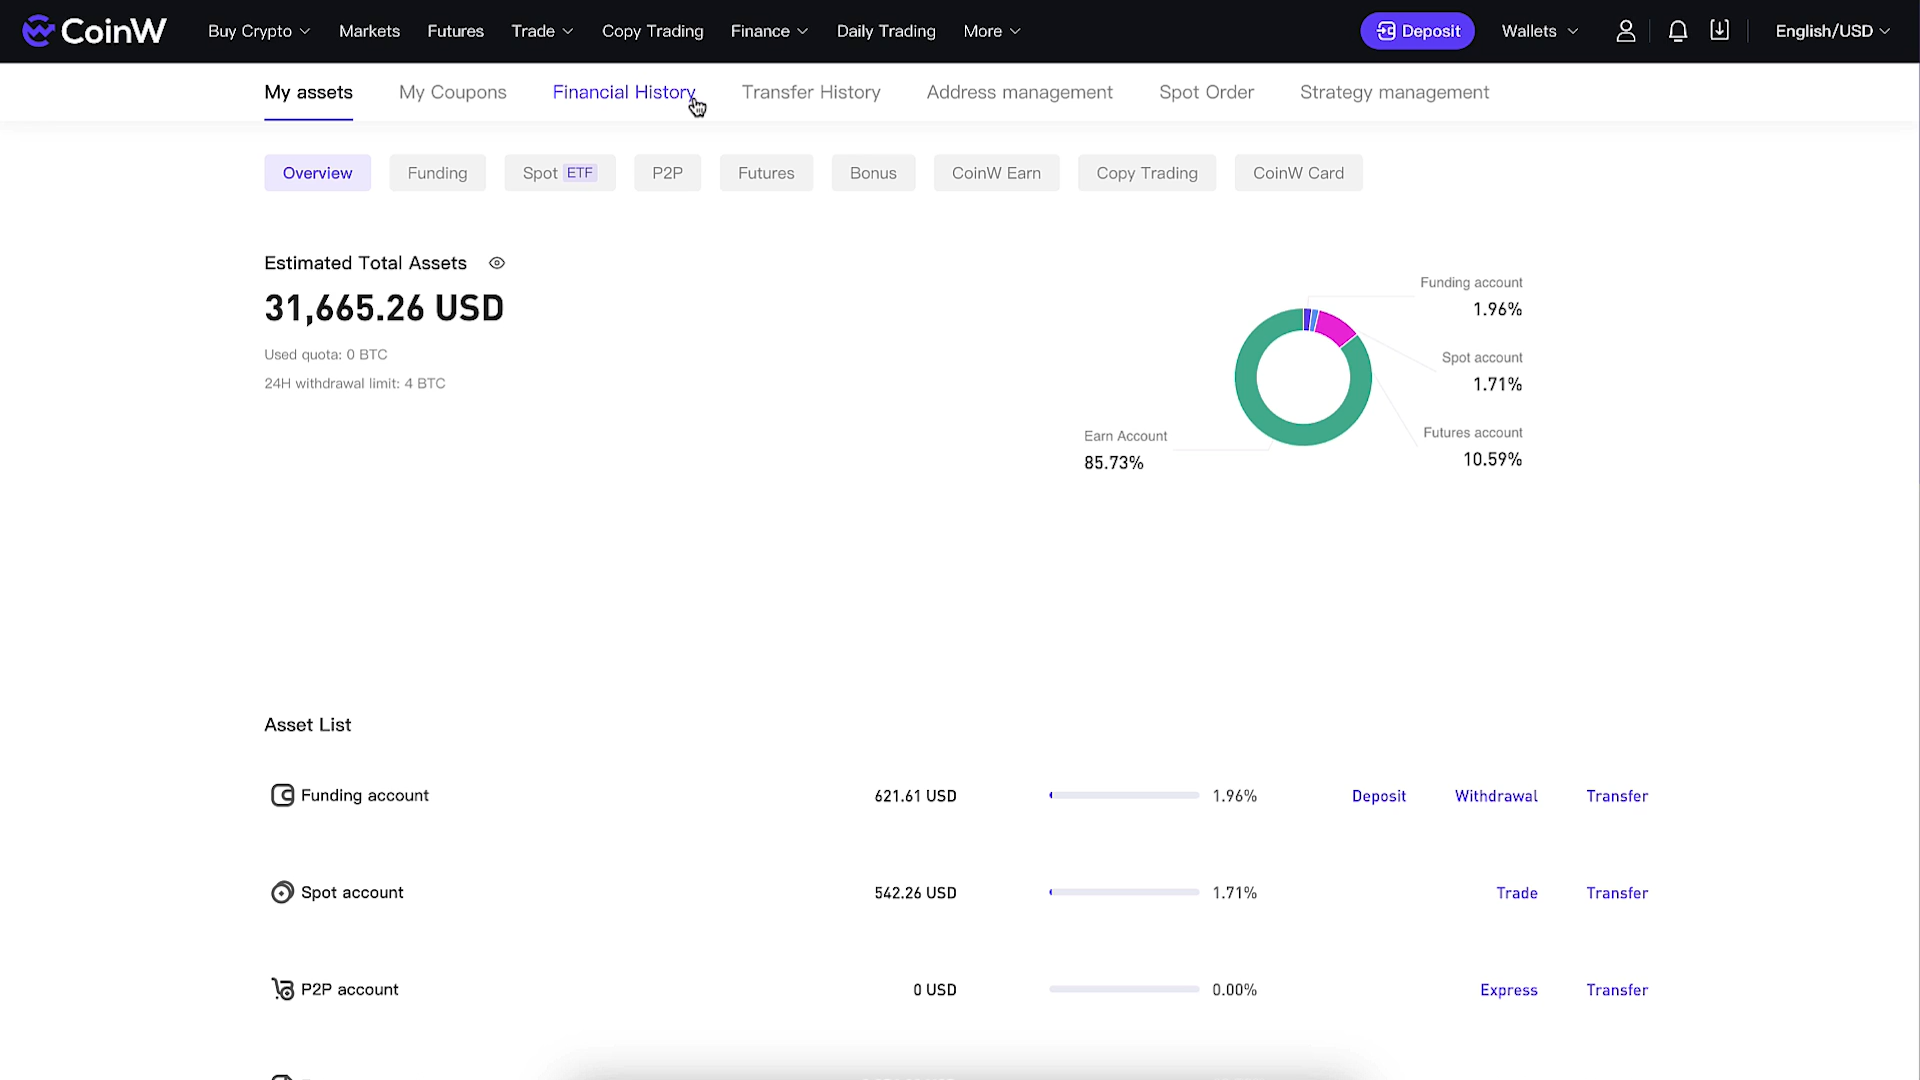 CoinW Buy Crypto Markets Futures Trade Copy Trading Finance Daily Trading More Deposit Wallets English/USD
My assets My Coupons Financial History Transfer History Address management Spot Order Strategy management
Overview Funding Spot ETF P2P Futures Bonus CoinW Earn Copy Trading CoinW Card
Estimated Total Assets
31,665.26 USD
Used quota: 0 BTC
24H withdrawal limit: 4 BTC
Funding account
1.96%
Spot account
1.71%
Futures account
10.59%
Earn Account
85.73%
Asset List
Funding account 621.61 USD 1.96% Deposit Withdrawal Transfer
Spot account 542.26 USD 1.71% Trade Transfer
P2P account 0 USD 0.00% Express Transfer